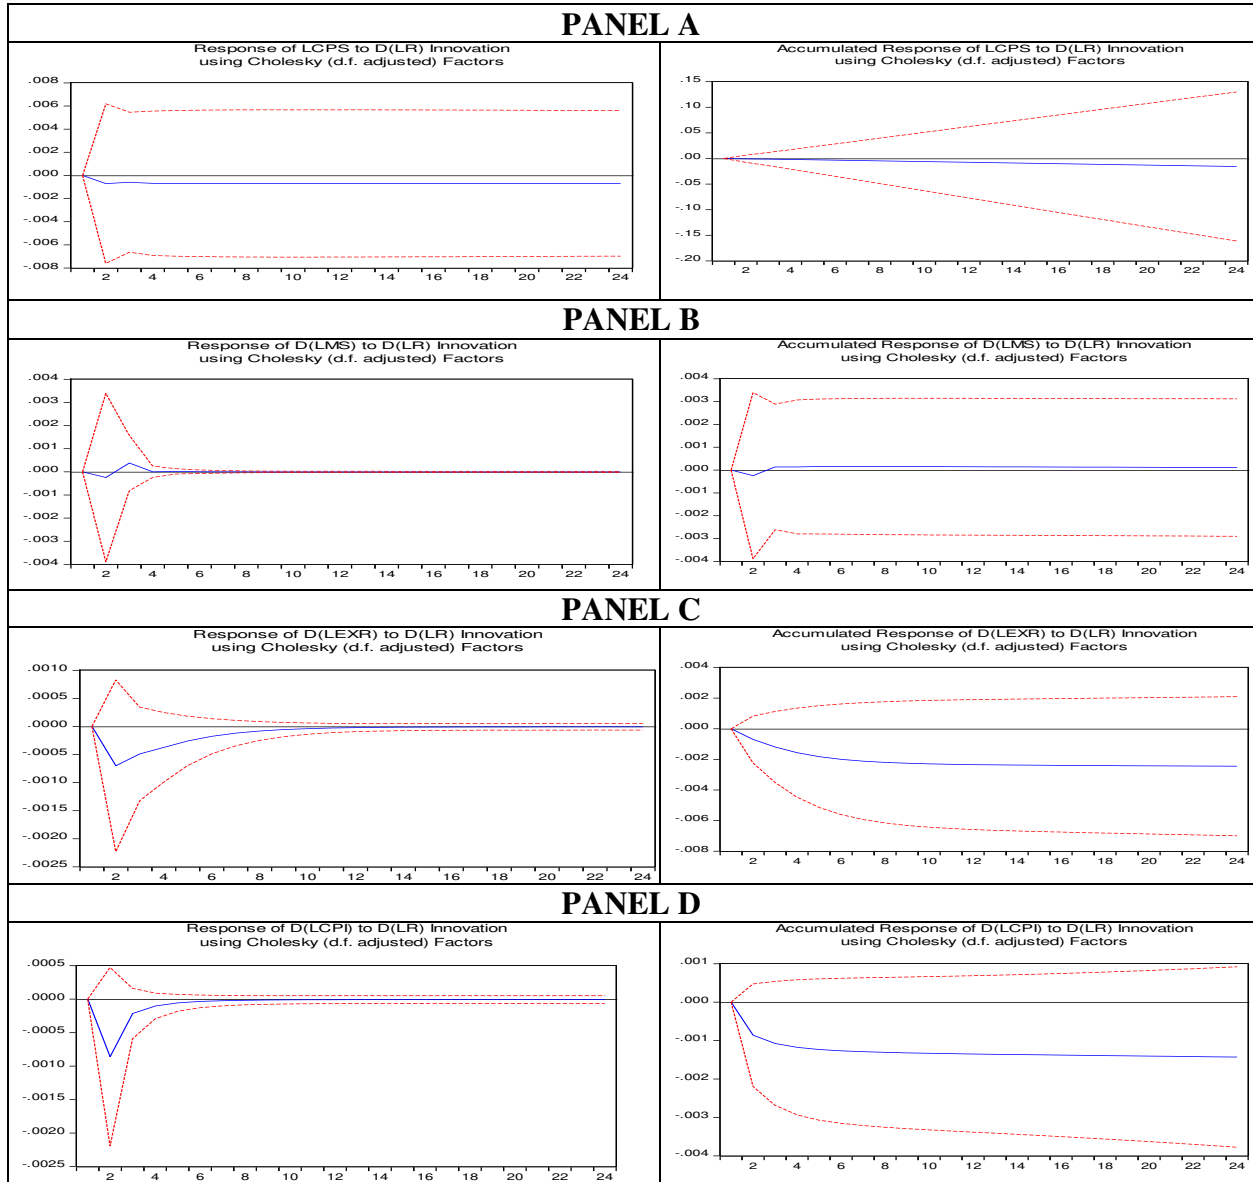 PANEL A
Response of LCPS to D(LR) Innovation
using Cholesky (d.f. adjusted) Factors
.008
.006
.004
.002
.000
-.002
-.004
-.006
-.008
2 4 6 8 10 12 14 16 18 20 22 24
Accumulated Response of LCPS to D(LR) Innovation
using Cholesky (d.f. adjusted) Factors
.15
.10
.05
.00
-.05
-.10
-.15
-.20
2 4 6 8 10 12 14 16 18 20 22 24
PANEL B
Response of D(LMS) to D(LR) Innovation
using Cholesky (d.f. adjusted) Factors
.004
.003
.002
.001
.000
-.001
-.002
-.003
-.004
2 4 6 8 10 12 14 16 18 20 22 24
Accumulated Response of D(LMS) to D(LR) Innovation
using Cholesky (d.f. adjusted) Factors
.004
.003
.002
.001
.000
-.001
-.002
-.003
-.004
2 4 6 8 10 12 14 16 18 20 22 24
PANEL C
Response of D(LEXR) to D(LR) Innovation
using Cholesky (d.f. adjusted) Factors
.0010
.0005
.0000
-.0005
-.0010
-.0015
-.0020
-.0025
2 4 6 8 10 12 14 16 18 20 22 24
Accumulated Response of D(LEXR) to D(LR) Innovation
using Cholesky (d.f. adjusted) Factors
.004
.002
.000
-.002
-.004
-.006
-.008
2 4 6 8 10 12 14 16 18 20 22 24
PANEL D
Response of D(LCPI) to D(LR) Innovation
using Cholesky (d.f. adjusted) Factors
.0005
.0000
-.0005
-.0010
-.0015
-.0020
-.0025
2 4 6 8 10 12 14 16 18 20 22 24
Accumulated Response of D(LCPI) to D(LR) Innovation
using Cholesky (d.f. adjusted) Factors
.001
.000
-.001
-.002
-.003
-.004
2 4 6 8 10 12 14 16 18 20 22 24